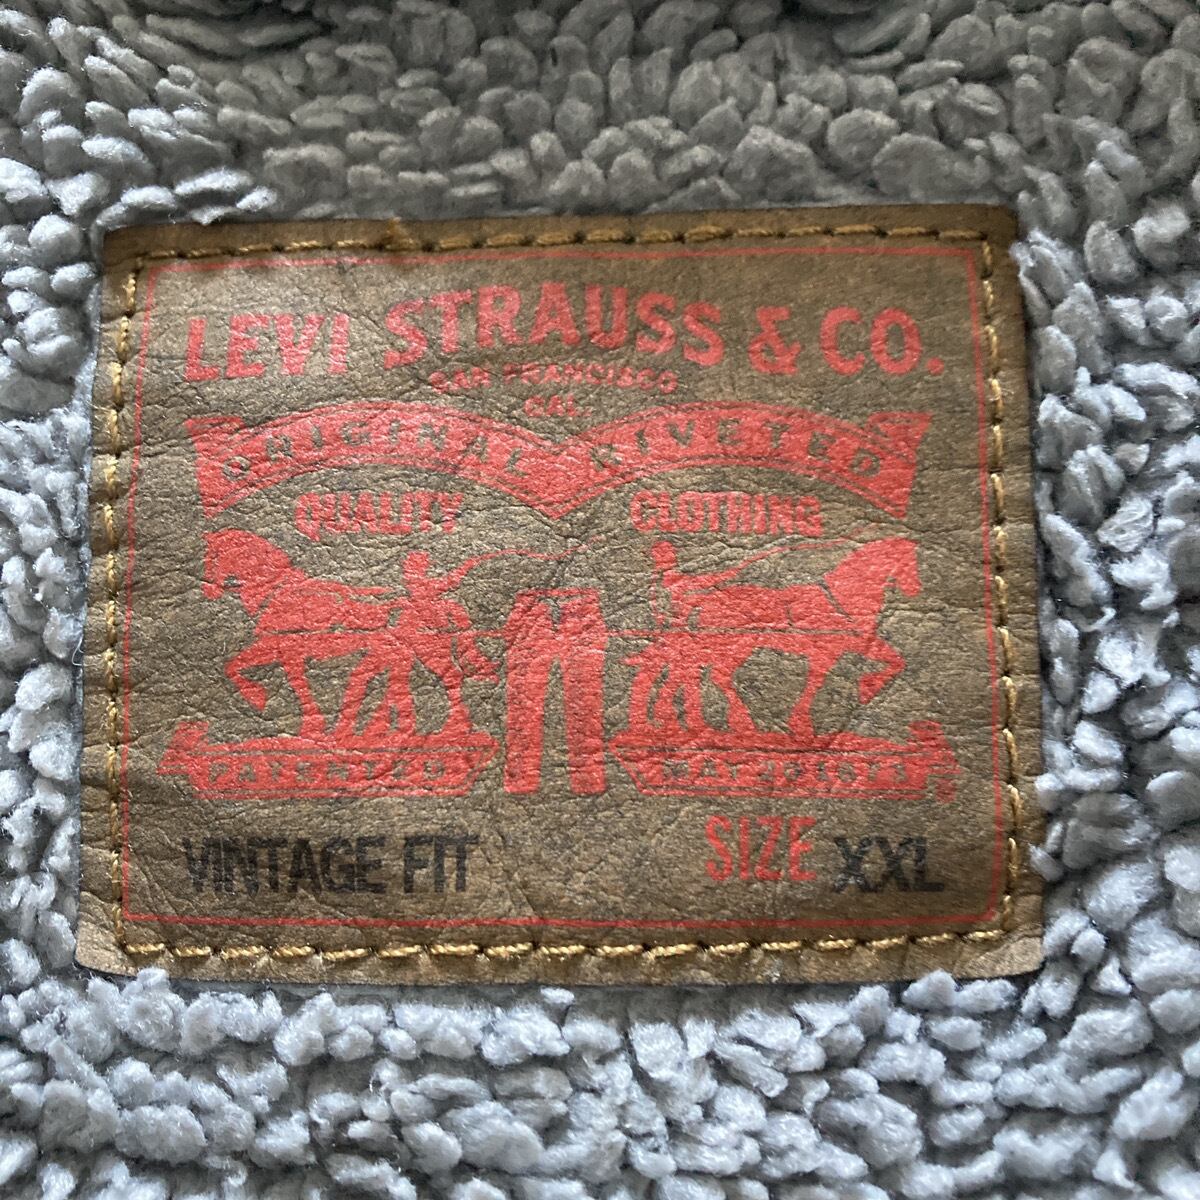 LEVI STRAUSS & CO.
SAN FRANCISCO
CAL.
ORIGINAL RIVETED
QUALITY CLOTHING
PATENTED MAY 20 1873
VINTAGE FIT SIZE XXL